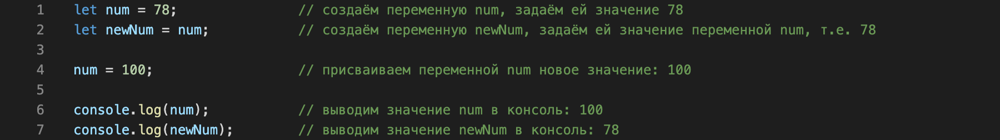 1 let num = 78; // создаём переменную num, задаём ей значение 78
2 let newNum = num; // создаём переменную newNum, задаём ей значение переменной num, т.е. 78
3
4 num = 100; // присваиваем переменной num новое значение: 100
5
6 console.log(num); // выводим значение num в консоль: 100
7 console.log(newNum); // выводим значение newNum в консоль: 78